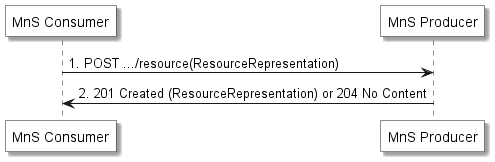 MnS Consumer
MnS Producer
1. POST .../resource(ResourceRepresentation)
2. 201 Created (ResourceRepresentation) or 204 No Content
MnS Consumer
MnS Producer